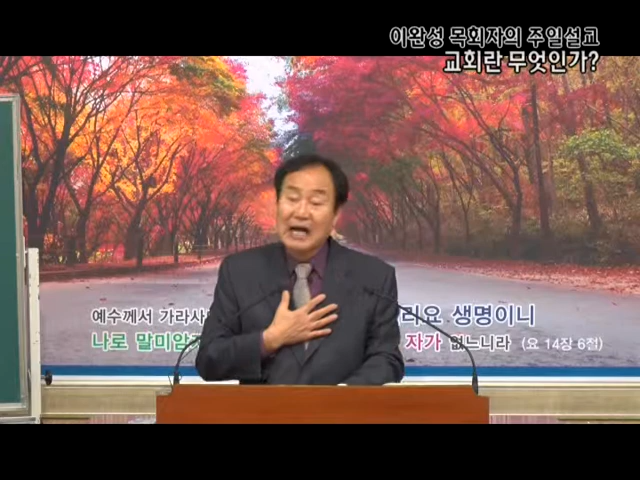 이완성 목회자의 주일설교
교회란 무엇인가?
예수께서 가라사 리요 생명이니
나로 말미암 자가 없느니라 (요 14장 6절)